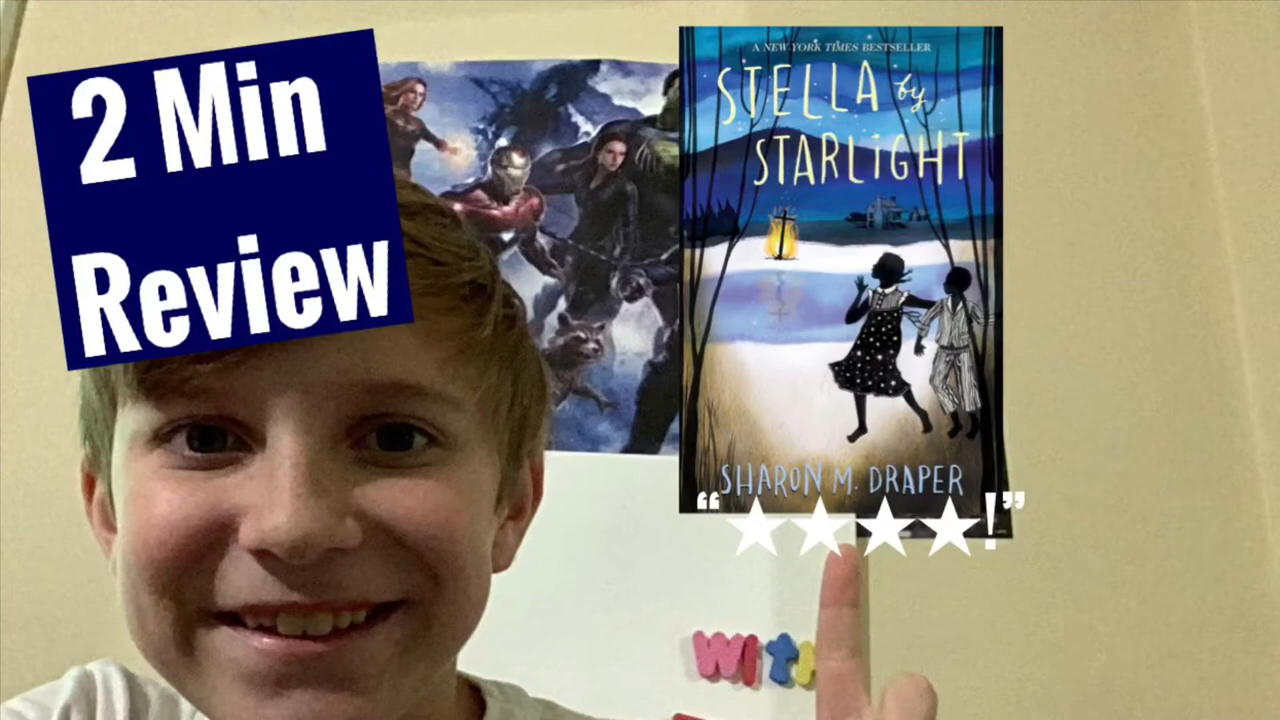 2 Min
Review
A NEW YORK TIMES BESTSELLER
STELLA by
STARLiGHT
SHARON M. DRAPER
“★★★★!”